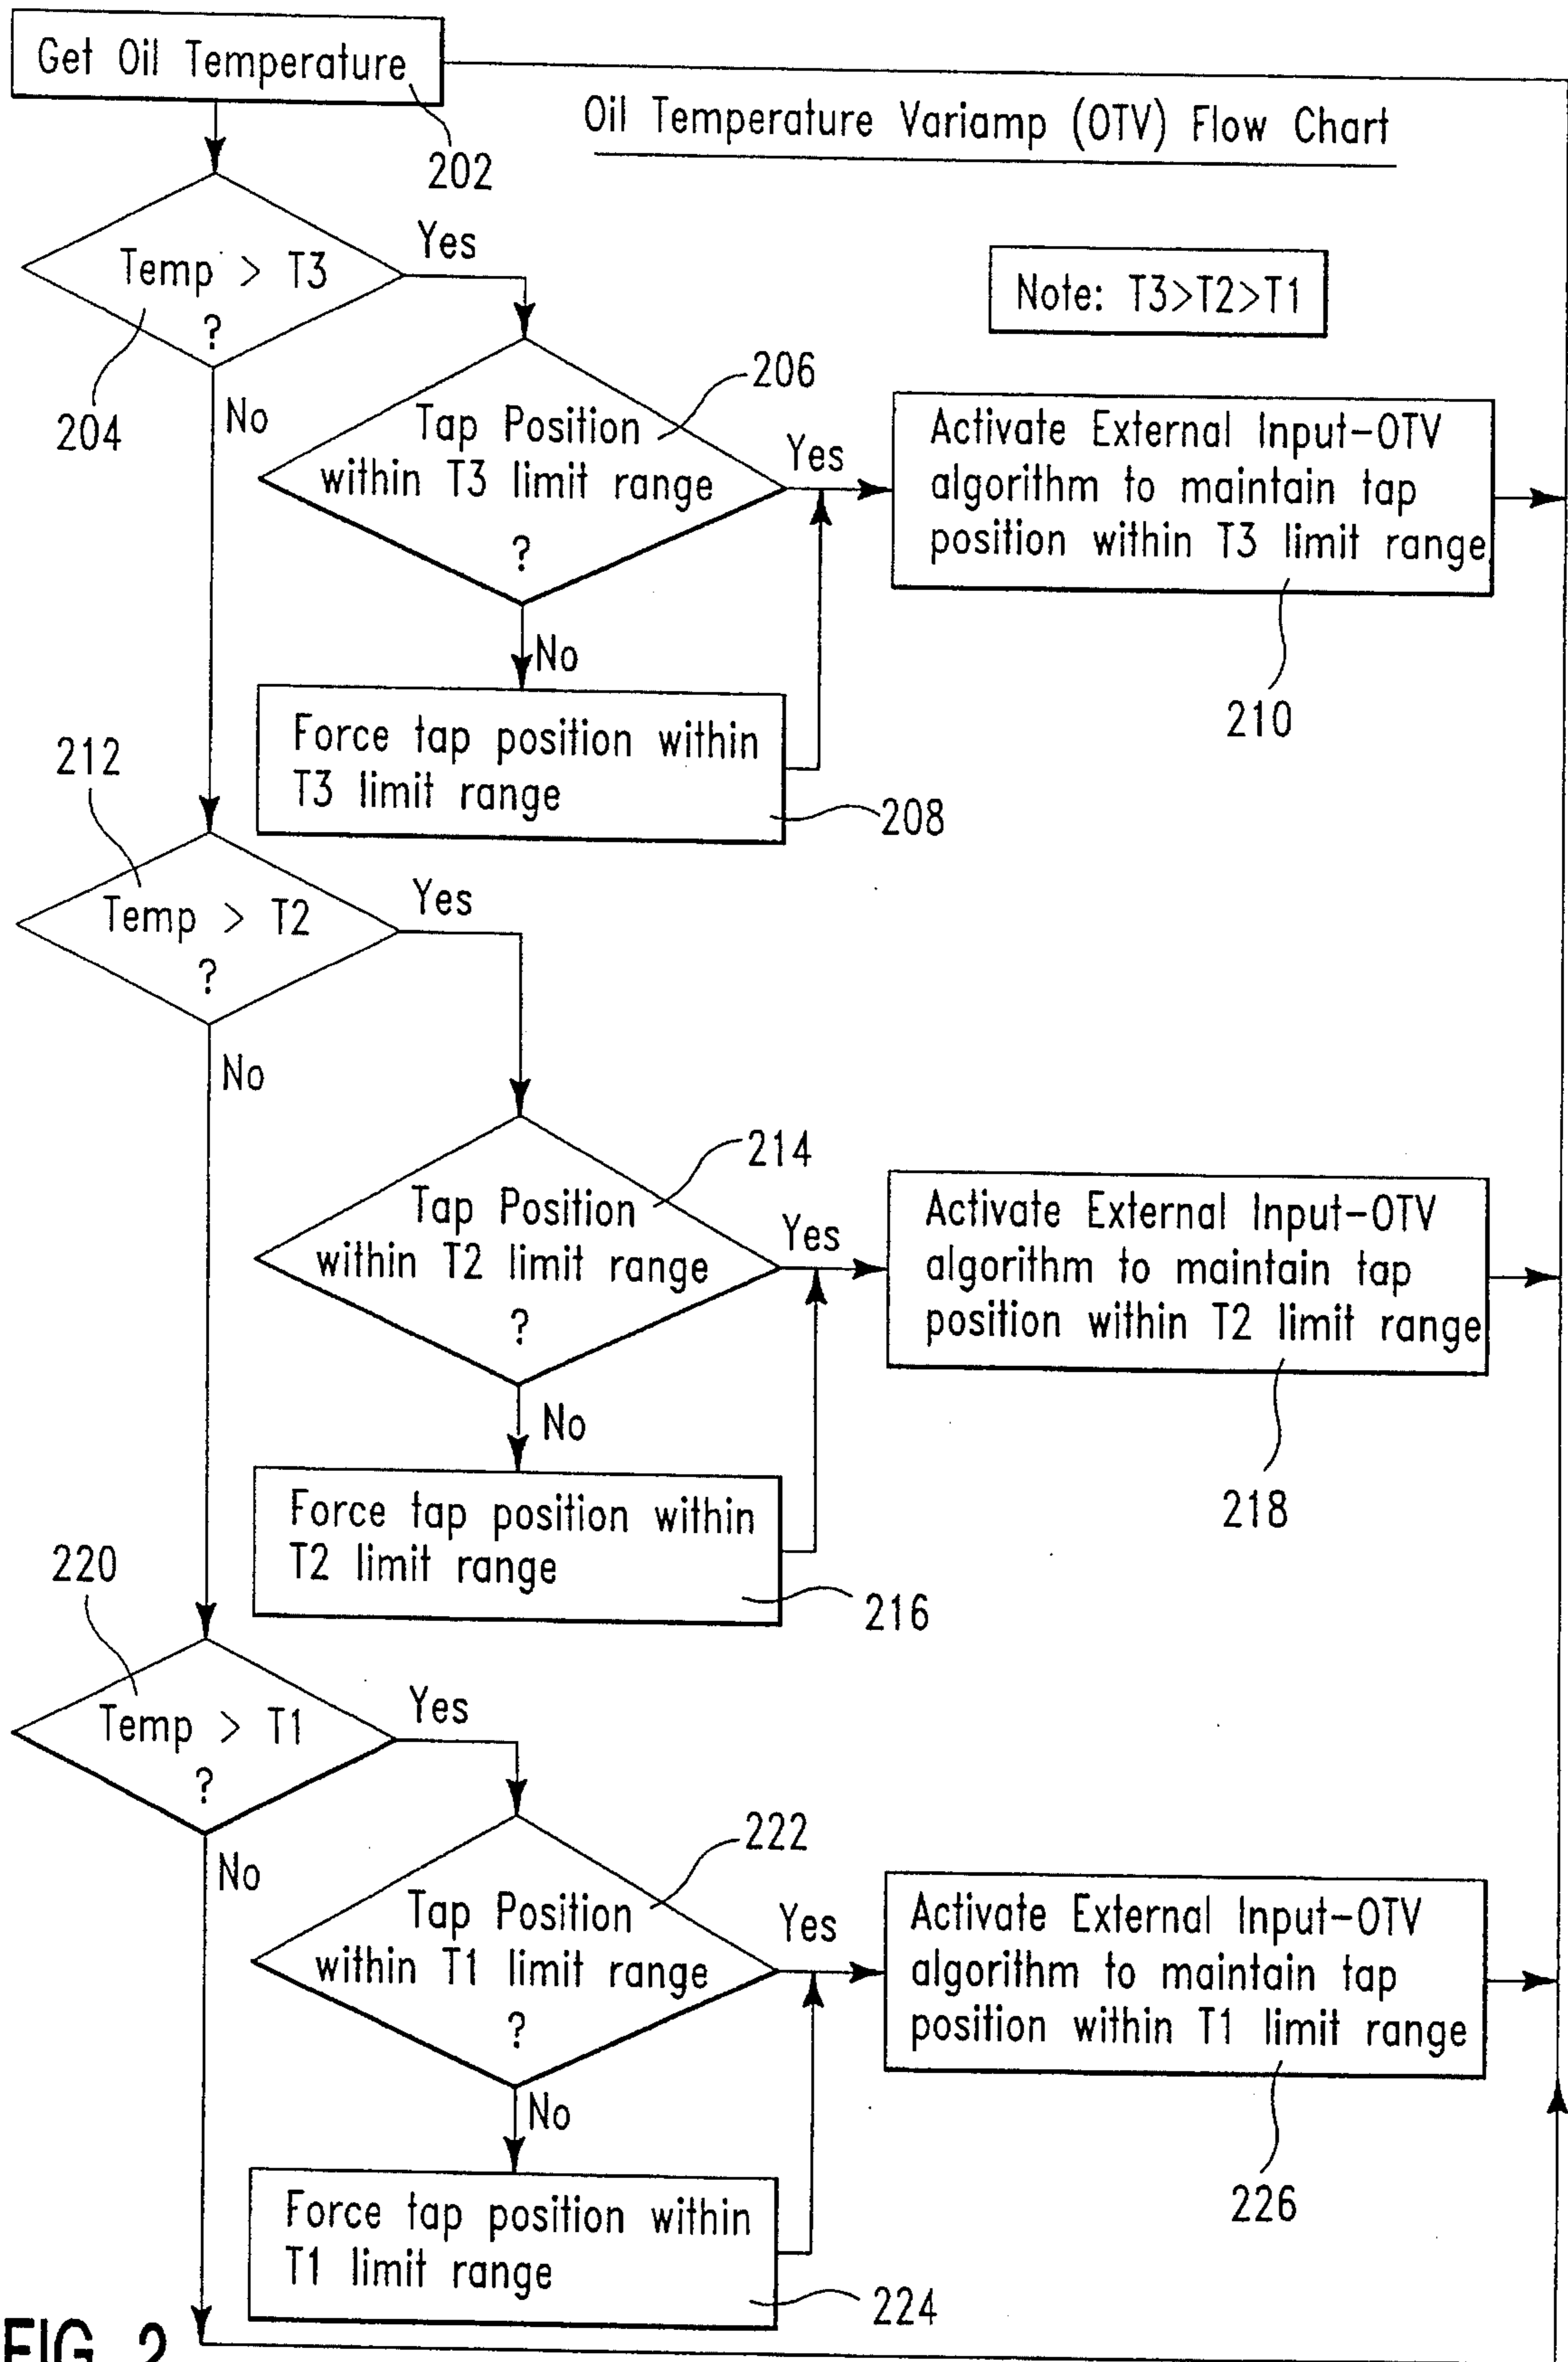 Get Oil Temperature
202
Oil Temperature Variamp (OTV) Flow Chart
Temp > T3
?
Yes
204
No
Note: T3>T2>T1
206
Tap Position
within T3 limit range
?
Yes
Activate External Input-OTV
algorithm to maintain tap
position within T3 limit range
210
No
Force tap position within
T3 limit range
208
212
Temp > T2
?
Yes
No
214
Tap Position
within T2 limit range
?
Yes
Activate External Input-OTV
algorithm to maintain tap
position within T2 limit range
218
No
Force tap position within
T2 limit range
216
220
Temp > T1
?
Yes
No
222
Tap Position
within T1 limit range
?
Yes
Activate External Input-OTV
algorithm to maintain tap
position within T1 limit range
226
No
Force tap position within
T1 limit range
224
FIG. 2